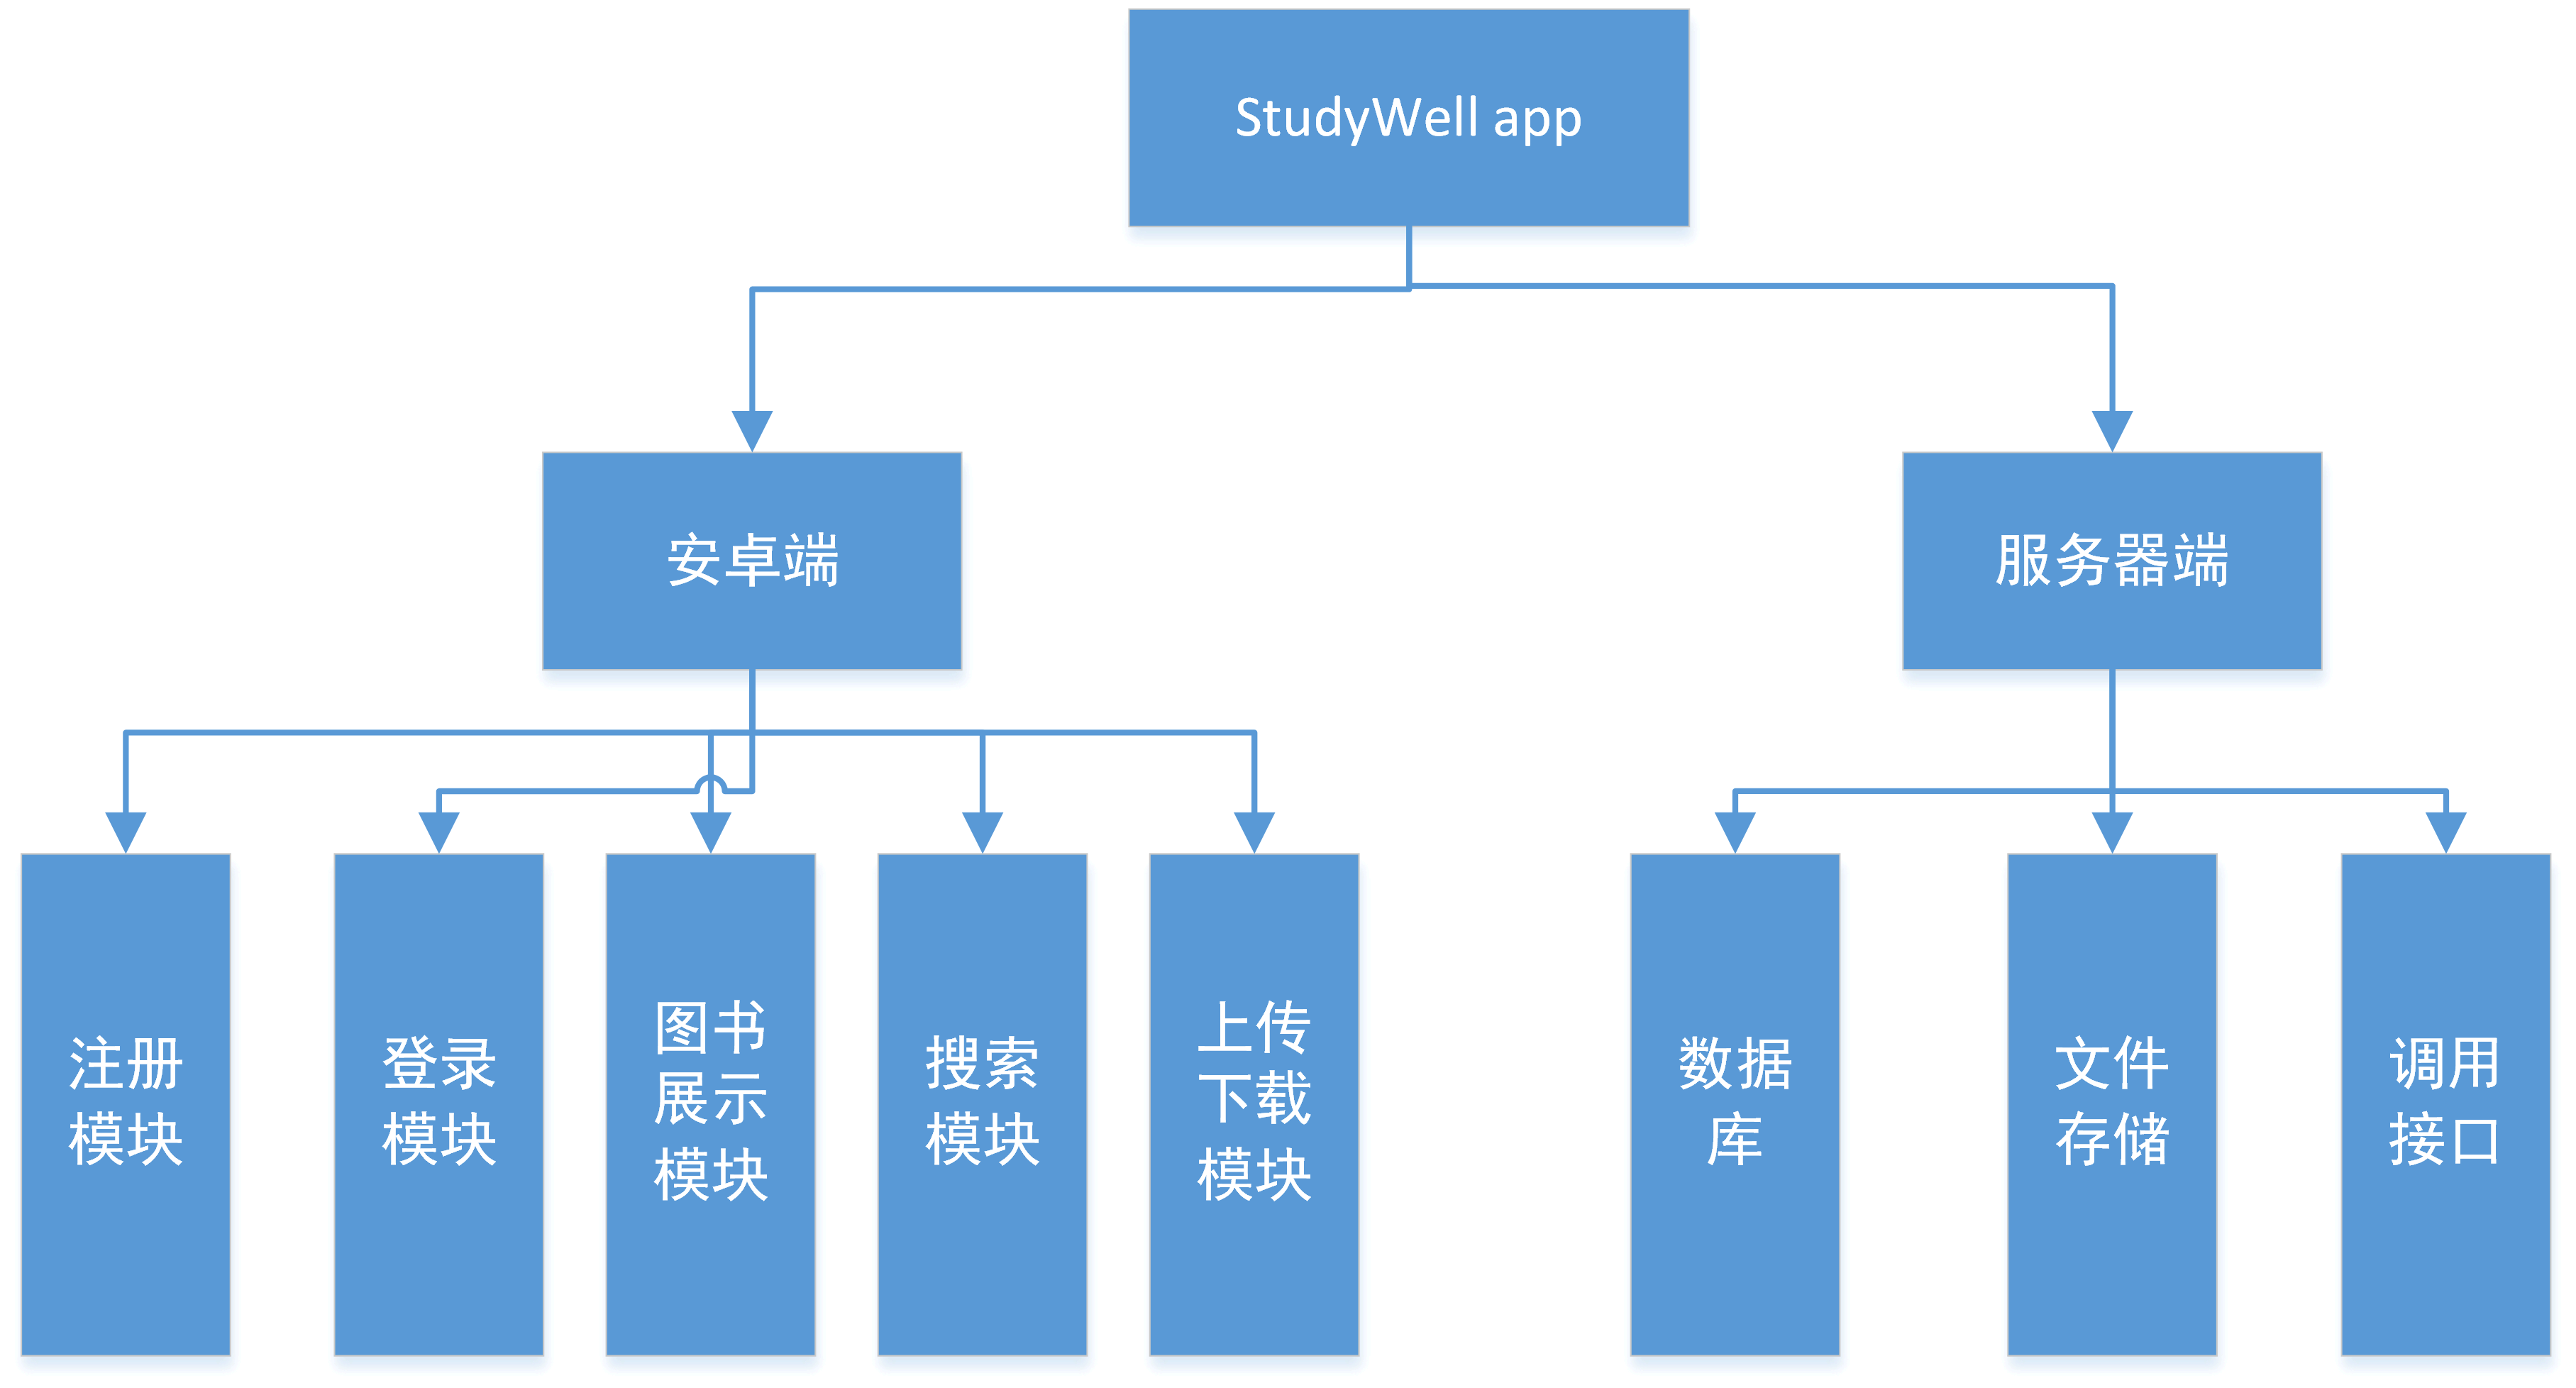 StudyWell app
安卓端
服务器端
注册
模块
登录
模块
图书
展示
模块
搜索
模块
上传
下载
模块
数据
库
文件
存储
调用
接口